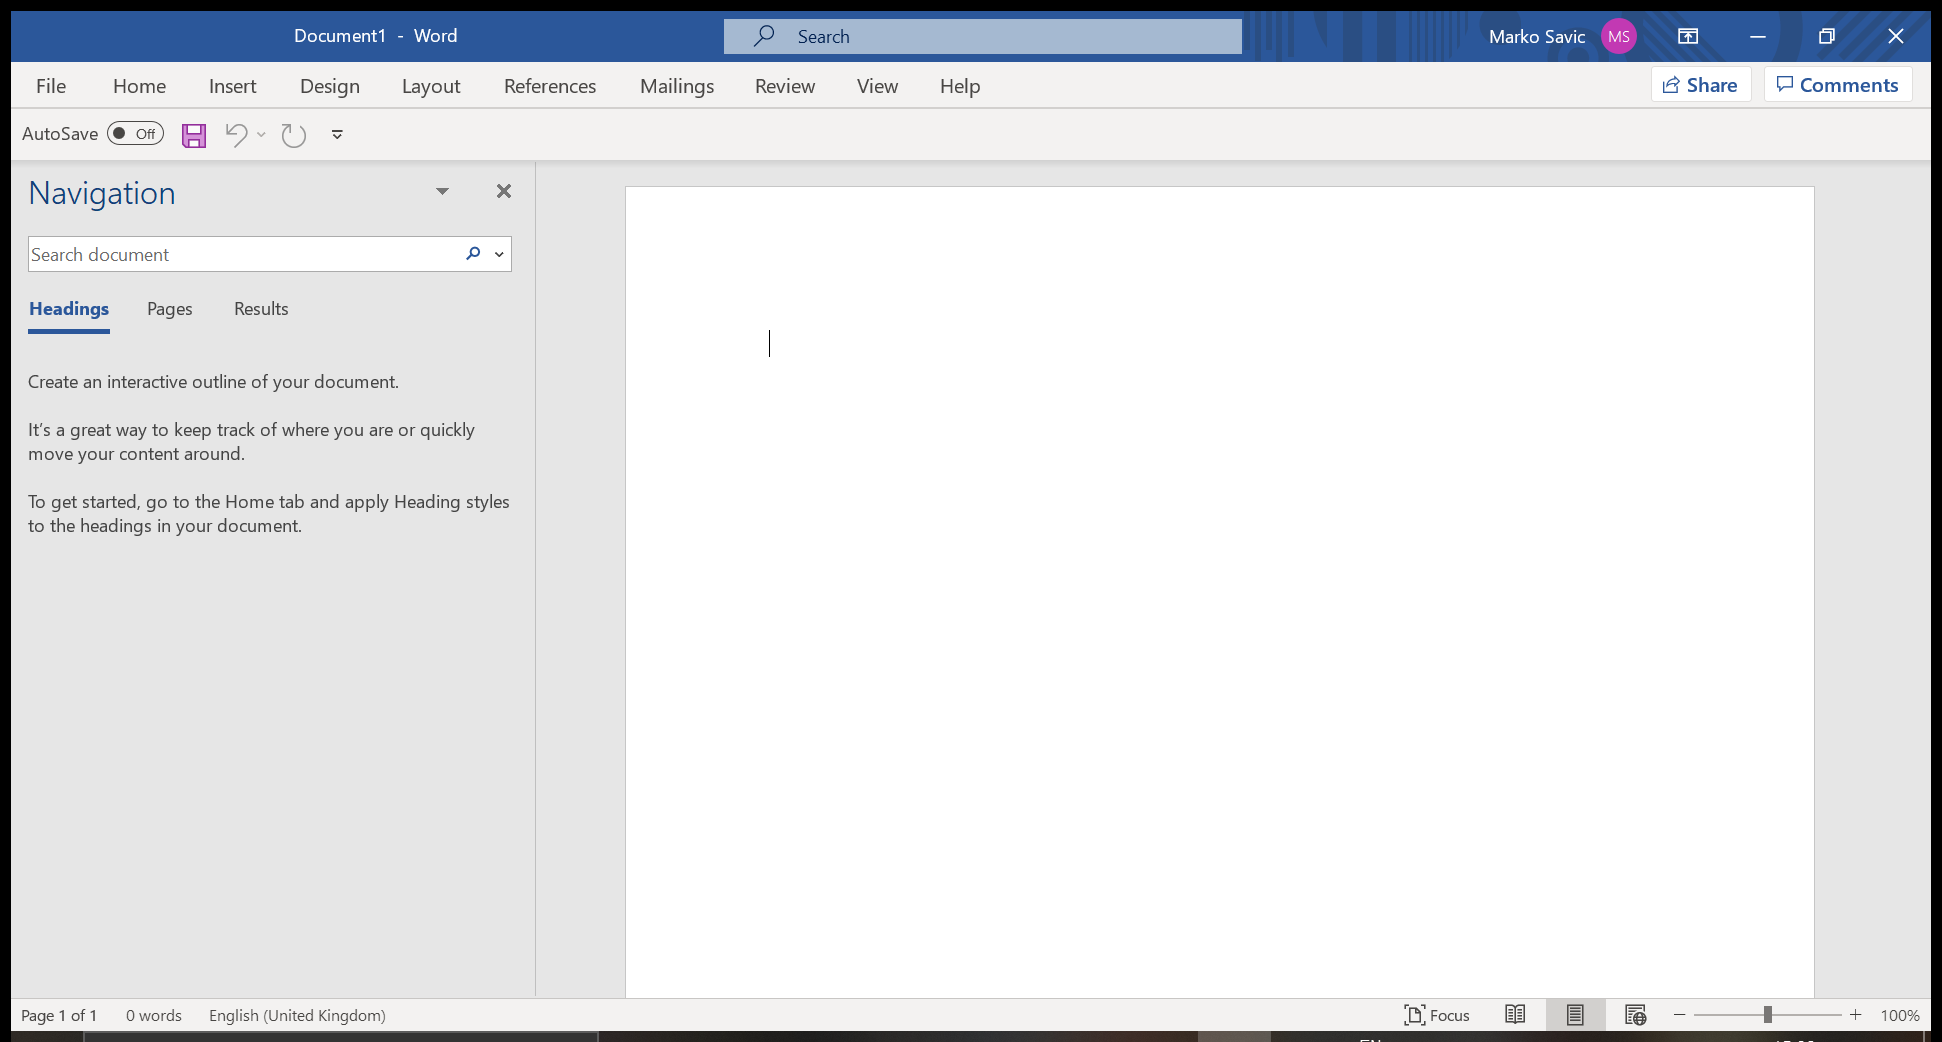 Document1 - Word
Search
Marko Savic
MS
File Home Insert Design Layout References Mailings Review View Help
Share
Comments
AutoSave Off
Navigation
Search document
Headings Pages Results
Create an interactive outline of your document.
It's a great way to keep track of where you are or quickly
move your content around.
To get started, go to the Home tab and apply Heading styles
to the headings in your document.
Page 1 of 1 0 words English (United Kingdom)
Focus
100%